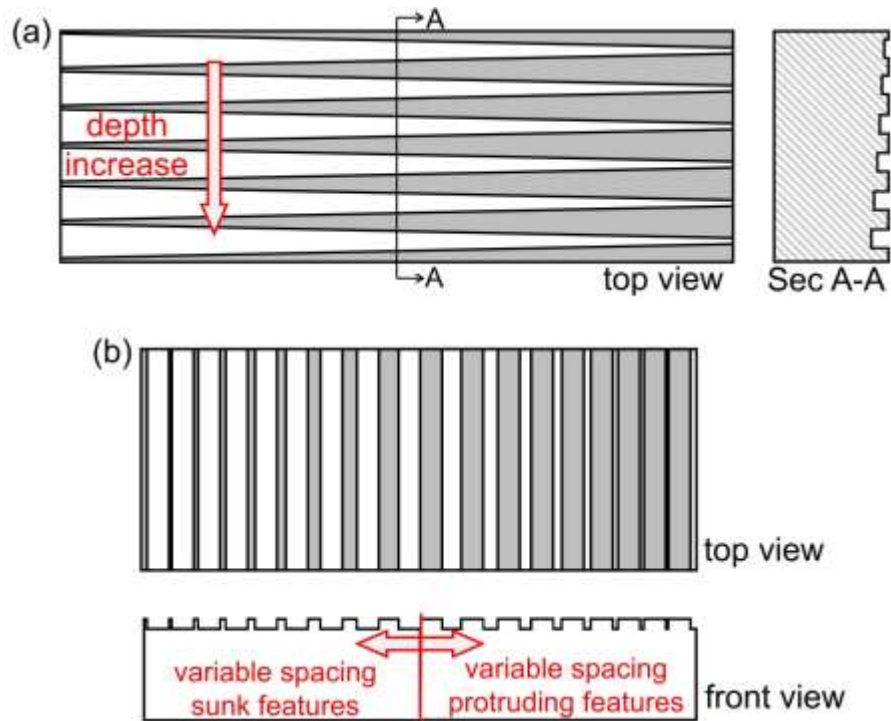 (a)
A
depth
increase
A
top view
Sec A-A
(b)
top view
variable spacing
sunk features
variable spacing
protruding features
front view